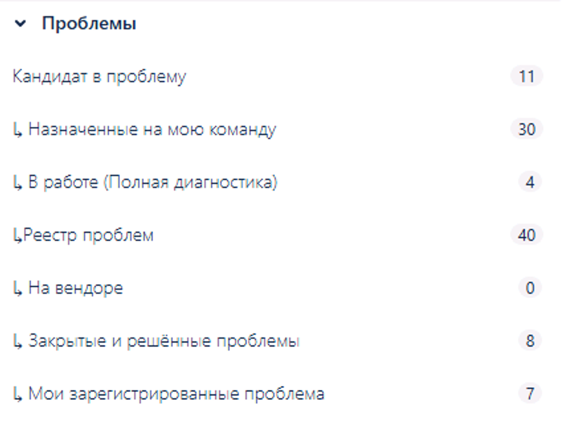 Проблемы
Кандидат в проблему 11
↳ Назначенные на мою команду 30
↳ В работе (Полная диагностика) 4
↳Реестр проблем 40
↳ На вендоре 0
↳ Закрытые и решённые проблемы 8
↳ Мои зарегистрированные проблема 7